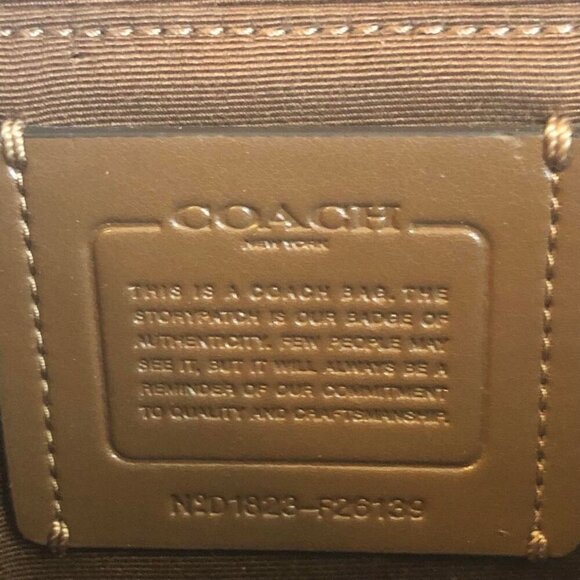 COACH
NEW YORK
THIS IS A COACH BAG. THE
STORYPATCH IS OUR BADGE OF
AUTHENTICITY. FEW PEOPLE MAY
SEE IT, BUT IT WILL ALWAYS BE A
REMINDER OF OUR COMMITMENT
TO QUALITY AND CRAFTSMANSHIP.
Nº D1823-F26139